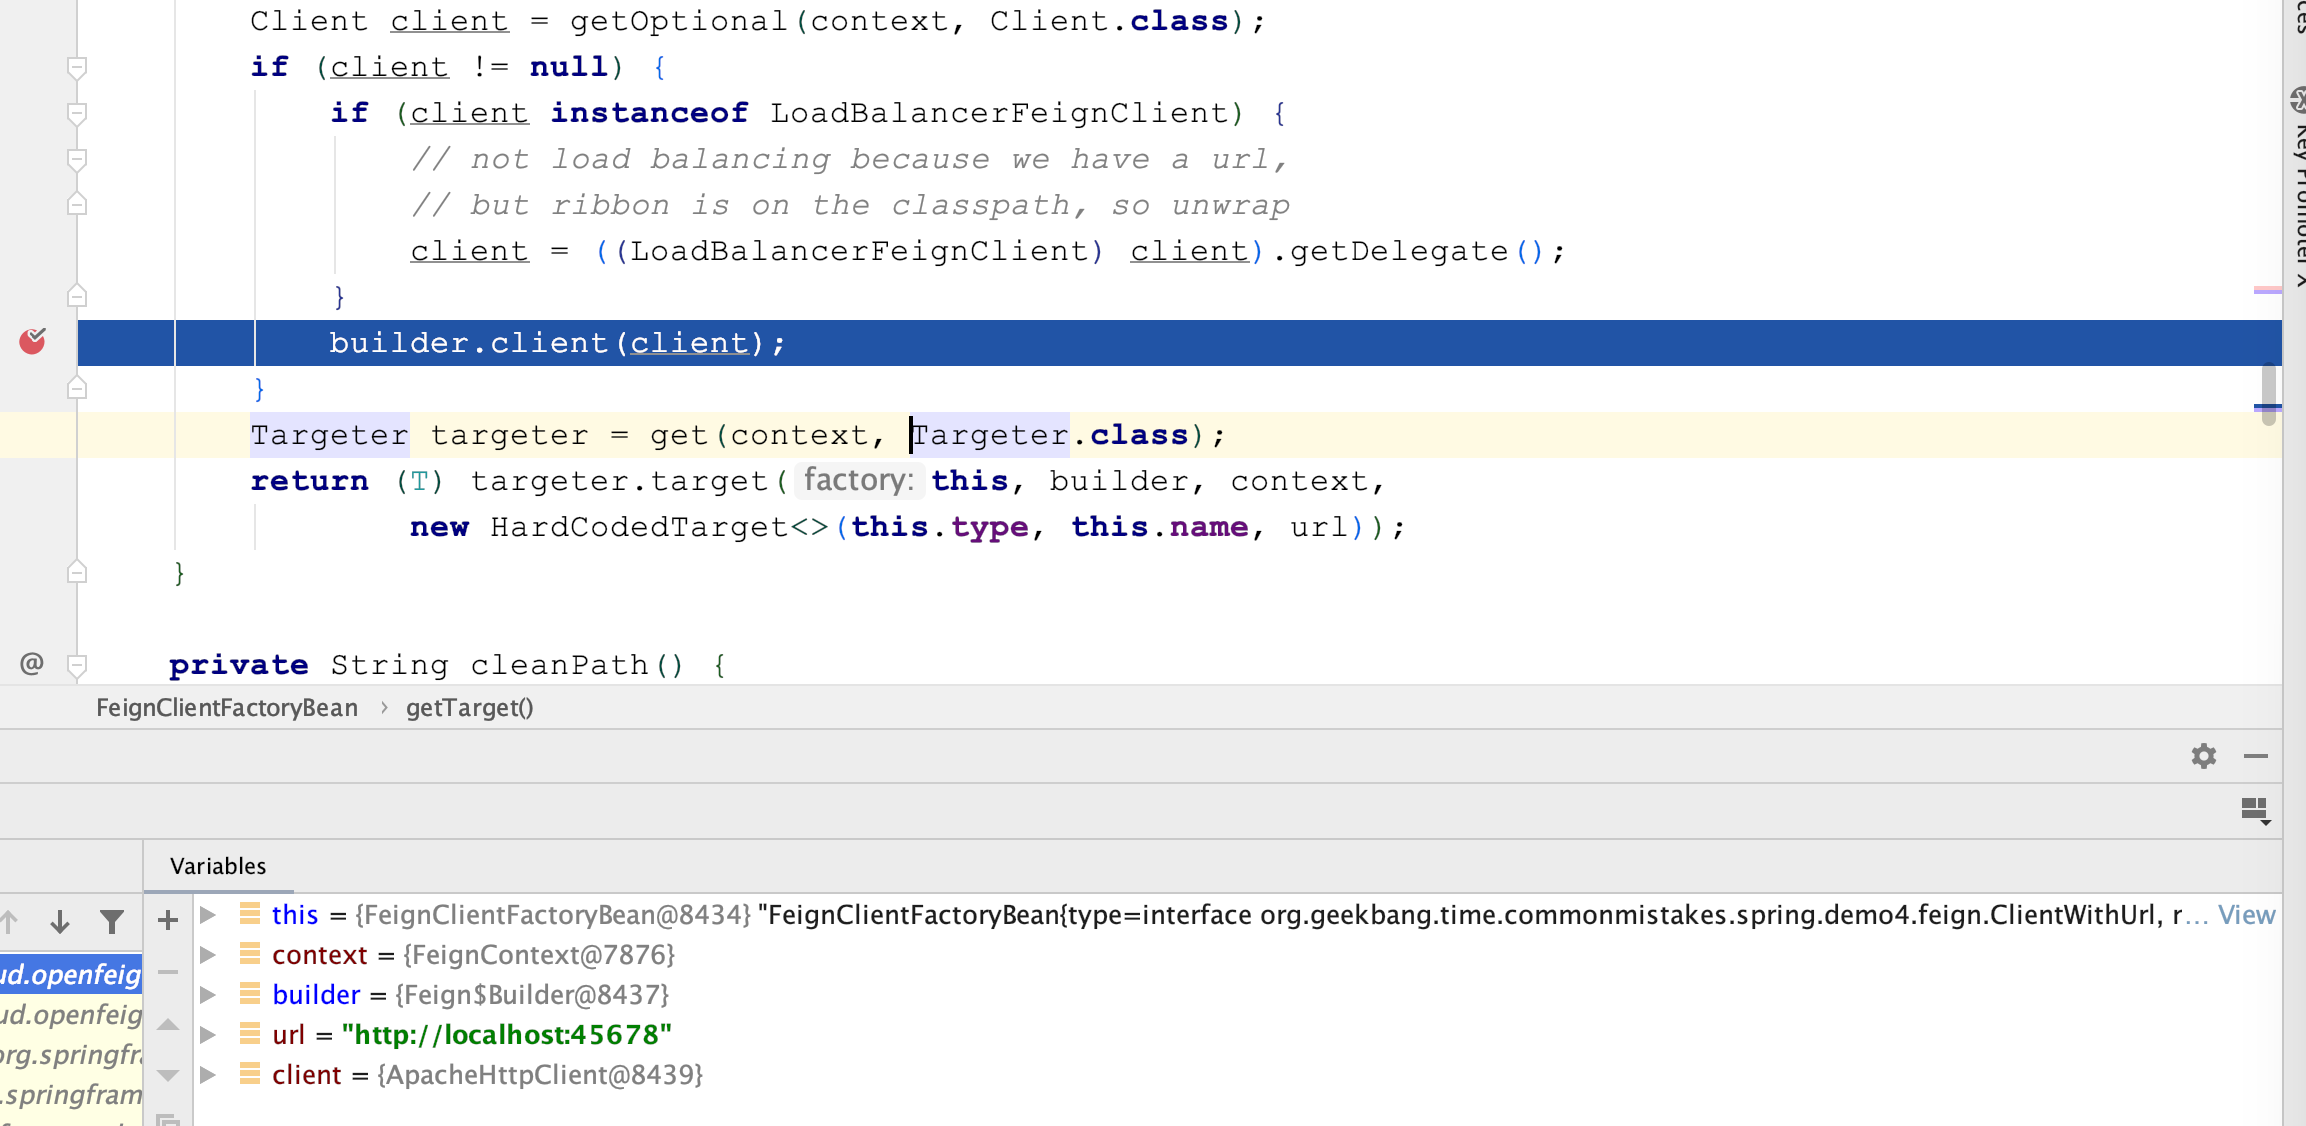 Client client = getOptional(context, Client.class);
if (client != null) {
if (client instanceof LoadBalancerFeignClient) {
// not load balancing because we have a url,
// but ribbon is on the classpath, so unwrap
client = ((LoadBalancerFeignClient) client).getDelegate();
}
builder.client(client);
}
Targeter targeter = get(context, Targeter.class);
return (T) targeter.target( factory: this, builder, context,
new HardCodedTarget<>(this.type, this.name, url));
}
@ private String cleanPath() {
FeignClientFactoryBean › getTarget()
Key Promoter X
Variables
this = {FeignClientFactoryBean@8434} "FeignClientFactoryBean{type=interface org.geekbang.time.commonmistakes.spring.demo4.feign.ClientWithUrl, r... View
context = {FeignContext@7876}
builder = {Feign$Builder@8437}
url = "http://localhost:45678"
client = {ApacheHttpClient@8439}
ud.openfeig
ud.openfeig
org.springfr
.springfram